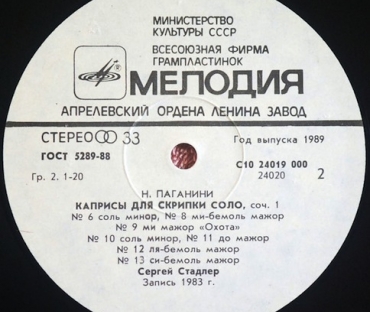 МИНИСТЕРСТВО
КУЛЬТУРЫ СССР
ВСЕСОЮЗНАЯ ФИРМА
ГРАМПЛАСТИНОК
МЕЛОДИЯ
АПРЕЛЕВСКИЙ ОРДЕНА ЛЕНИНА ЗАВОД
СТЕРЕО 33
Год выпуска 1989
ГОСТ 5289-88
С10 24019 000
Гр. 2. 1-20
24020
2
Н. ПАГАНИНИ
КАПРИСЫ ДЛЯ СКРИПКИ СОЛО, соч. 1
№ 6 соль минор, № 8 ми-бемоль мажор
№ 9 ми мажор «Охота»
№ 10 соль минор, № 11 до мажор
№ 12 ля-бемоль мажор
№ 13 си-бемоль мажор
Сергей Стадлер
Запись 1983 г.